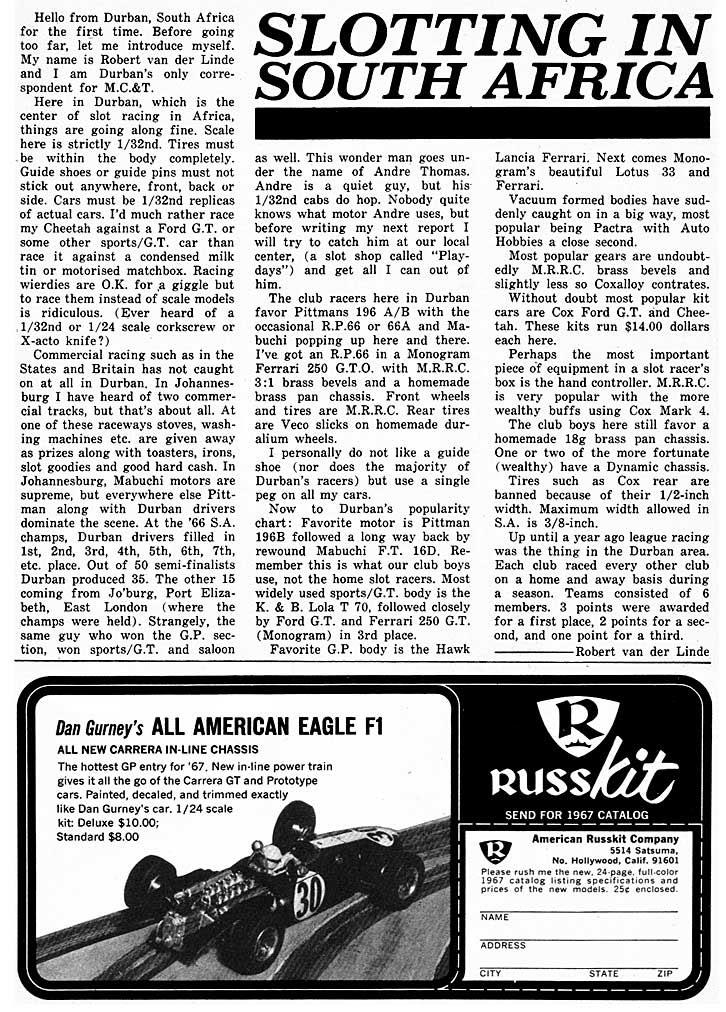 Hello from Durban, South Africa
for the first time. Before going
too far, let me introduce myself.
My name is Robert van der Linde
and I am Durban's only corre-
spondent for M.C.&T.
Here in Durban, which is the
center of slot racing in Africa,
things are going along fine. Scale
here is strictly 1/32nd. Tires must
be within the body completely.
Guide shoes or guide pins must not
stick out anywhere, front, back or
side. Cars must be 1/32nd replicas
of actual cars. I'd much rather race
my Cheetah against a Ford G.T. or
some other sports/G.T. car than
race it against a condensed milk
tin or motorised matchbox. Racing
wierdies are O.K. for a giggle but
to race them instead of scale models
is ridiculous. (Ever heard of a
1/32nd or 1/24 scale corkscrew or
X-acto knife?)
Commercial racing such as in the
States and Britain has not caught
on at all in Durban. In Johannes-
burg I have heard of two commer-
cial tracks, but that's about all. At
one of these raceways stoves, wash-
ing machines etc. are given away
as prizes along with toasters, irons,
slot goodies and good hard cash. In
Johannesburg, Mabuchi motors are
supreme, but everywhere else Pitt-
man along with Durban drivers
dominate the scene. At the '66 S.A.
champs, Durban drivers filled in
1st, 2nd, 3rd, 4th, 5th, 6th, 7th,
etc. place. Out of 50 semi-finalists
Durban produced 35. The other 15
coming from Jo'burg, Port Eliza-
beth, East London (where the
champs were held). Strangely, the
same guy who won the G.P. sec-
tion, won sports/G.T. and saloon
SLOTTING IN
SOUTH AFRICA
as well. This wonder man goes un-
der the name of Andre Thomas.
Andre is a quiet guy, but his
1/32nd cabs do hop. Nobody quite
knows what motor Andre uses, but
before writing my next report I
will try to catch him at our local
center, (a slot shop called "Play-
days") and get all I can out of
him.
The club racers here in Durban
favor Pittmans 196 A/B with the
occasional R.P.66 or 66A and Ma-
buchi popping up here and there.
I've got an R.P.66 in a Monogram
Ferrari 250 G.T.O. with M.R.R.C.
3:1 brass bevels and a homemade
brass pan chassis. Front wheels
and tires are M.R.R.C. Rear tires
are Veco slicks on homemade dur-
alium wheels.
I personally do not like a guide
shoe (nor does the majority of
Durban's racers) but use a single
peg on all my cars.
Now to Durban's popularity
chart: Favorite motor is Pittman
196B followed a long way back by
rewound Mabuchi F.T. 16D. Re-
member this is what our club boys
use, not the home slot racers. Most
widely used sports/G.T. body is the
K. & B. Lola T 70, followed closely
by Ford G.T. and Ferrari 250 G.T.
(Monogram) in 3rd place.
Favorite G.P. body is the Hawk
Lancia Ferrari. Next comes Mono-
gram's beautiful Lotus 33 and
Ferrari.
Vacuum formed bodies have sud-
denly caught on in a big way, most
popular being Pactra with Auto
Hobbies a close second.
Most popular gears are undoubt-
edly M.R.R.C. brass bevels and
slightly less so Coxalloy contrates.
Without doubt most popular kit
cars are Cox Ford G.T. and Chee-
tah. These kits run $14.00 dollars
each here.
Perhaps the most important
piece of equipment in a slot racer's
box is the hand controller. M.R.R.C.
is very popular with the more
wealthy buffs using Cox Mark 4.
The club boys here still favor a
homemade 18g brass pan chassis.
One or two of the more fortunate
(wealthy) have a Dynamic chassis.
Tires such as Cox rear are
banned because of their 1/2-inch
width. Maximum width allowed in
S.A. is 3/8-inch.
Up until a year ago league racing
was the thing in the Durban area.
Each club raced every other club
on a home and away basis during
a season. Teams consisted of 6
members. 3 points were awarded
for a first place, 2 points for a sec-
ond, and one point for a third.
Robert van der Linde
Dan Gurney's ALL AMERICAN EAGLE F1
ALL NEW CARRERA IN-LINE CHASSIS
The hottest GP entry for '67. New in-line power train
gives it all the go of the Carrera GT and Prototype
cars. Painted, decaled, and trimmed exactly
like Dan Gurney's car. 1/24 scale
kit: Deluxe $10.00;
Standard $8.00
30
R
RUSSkit
SEND FOR 1967 CATALOG
R
American Russkit Company
5514 Satsuma,
No. Hollywood, Calif. 91601
Please rush me the new, 24-page, full-color
1967 catalog listing specifications and
prices of the new models. 25¢ enclosed.
NAME
ADDRESS
CITY STATE ZIP